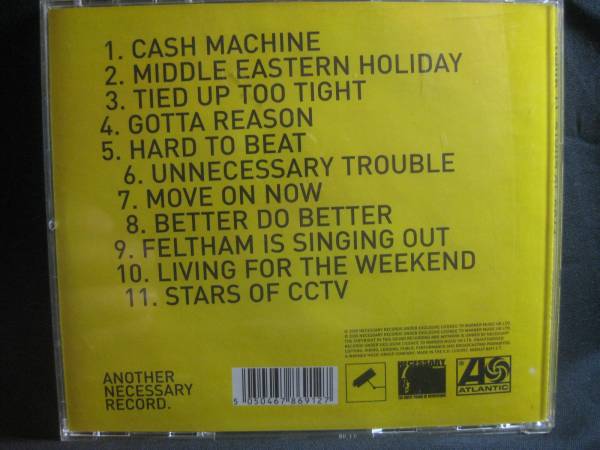 1. CASH MACHINE
2. MIDDLE EASTERN HOLIDAY
3. TIED UP TOO TIGHT
4. GOTTA REASON
5. HARD TO BEAT
6. UNNECESSARY TROUBLE
7. MOVE ON NOW
8. BETTER DO BETTER
9. FELTHAM IS SINGING OUT
10. LIVING FOR THE WEEKEND
11. STARS OF CCTV
ANOTHER
NECESSARY
RECORD.
5 050467 869127
NECESSARY
ATLANTIC